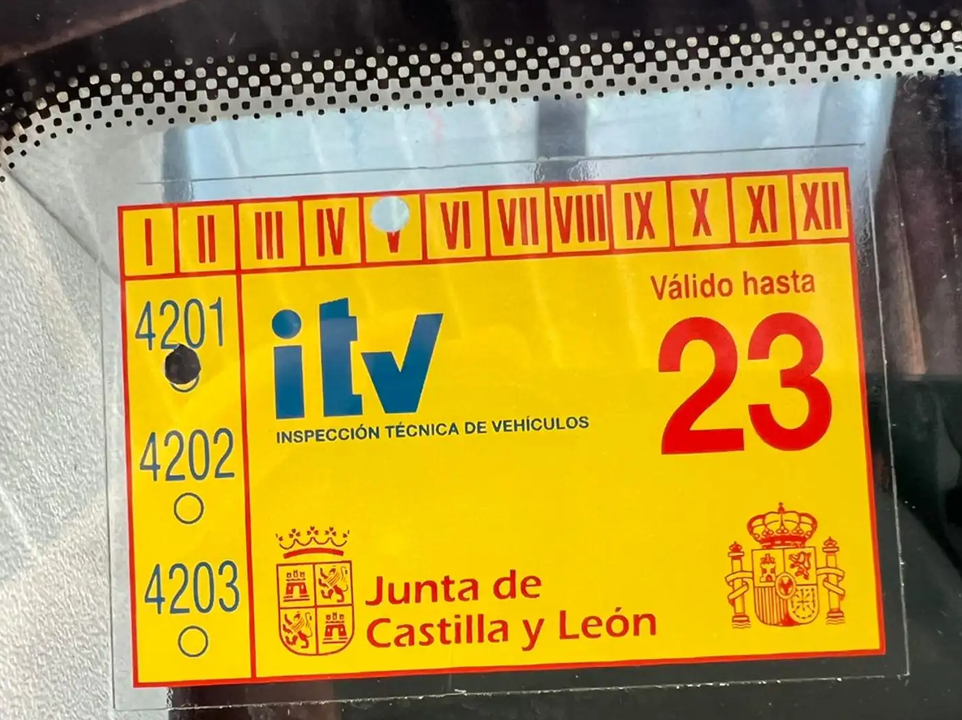 I II III IV V VI VII VIII IX X XI XII
4201
4202
4203
itv
INSPECCIÓN TÉCNICA DE VEHÍCULOS
Válido hasta
23
Junta de
Castilla y León